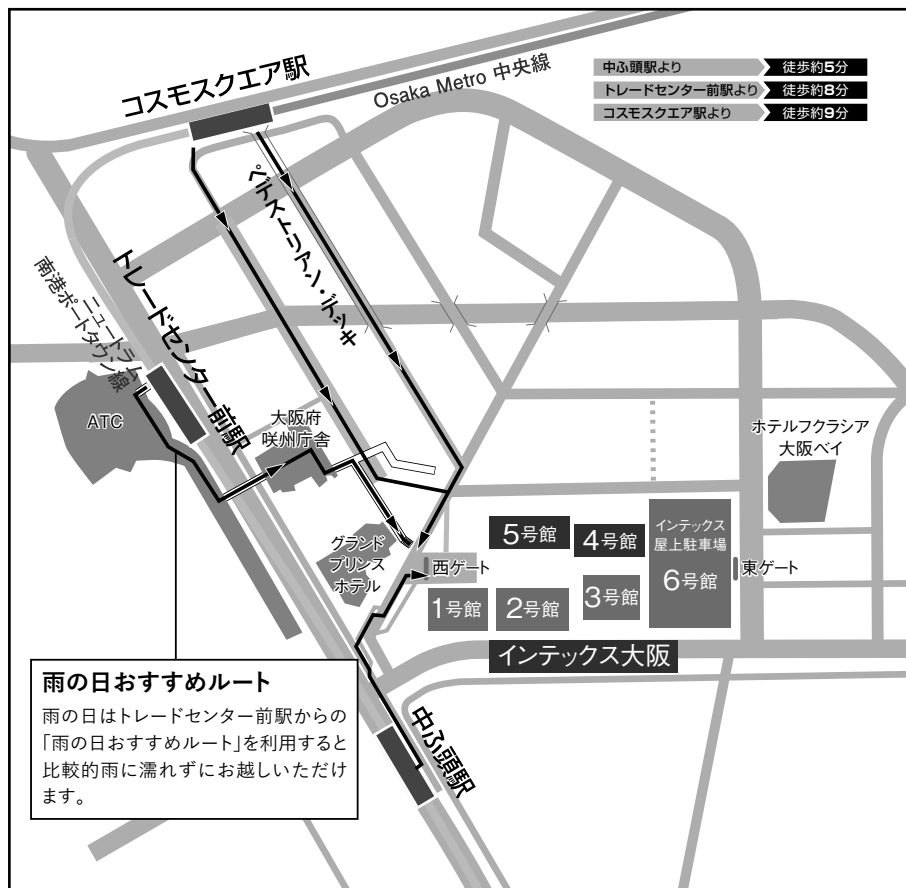 コスモスクエア駅
Osaka Metro 中央線
中ふ頭駅より 徒歩約5分
トレードセンター前駅より 徒歩約8分
コスモスクエア駅より 徒歩約9分
ペデストリアン・デッキ
トレードセンター前駅
ニュートラム
南港ポートタウン線
ATC
大阪府
咲州庁舎
ホテルフクラシア
大阪ベイ
グランド
プリンス
ホテル
西ゲート
5号館
4号館
インテックス
屋上駐車場
6号館
東ゲート
1号館
2号館
3号館
インテックス大阪
雨の日おすすめルート
雨の日はトレードセンター前駅からの
「雨の日おすすめルート」を利用すると
比較的雨に濡れずにお越しいただけ
ます。
中ふ頭駅